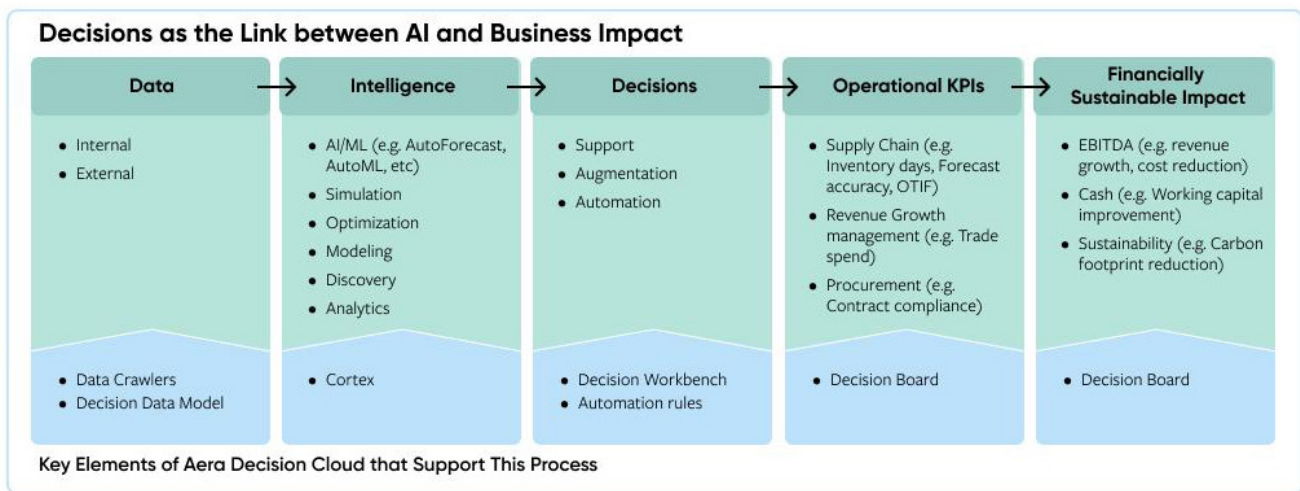 Decisions as the Link between AI and Business Impact
Data
Intelligence
Decisions
Operational KPIs
Financially
Sustainable Impact
• Internal
• External
• AI/ML (e.g. AutoForecast,
AutoML, etc)
• Simulation
• Optimization
• Modeling
• Discovery
• Analytics
• Support
• Augmentation
• Automation
• Supply Chain (e.g.
Inventory days, Forecast
accuracy, OTIF)
• Revenue Growth
management (e.g. Trade
spend)
• Procurement (e.g.
Contract compliance)
• EBITDA (e.g. revenue
growth, cost reduction)
• Cash (e.g. Working capital
improvement)
• Sustainability (e.g. Carbon
footprint reduction)
• Data Crawlers
• Decision Data Model
• Cortex
• Decision Workbench
• Automation rules
• Decision Board
• Decision Board
Key Elements of Aera Decision Cloud that Support This Process